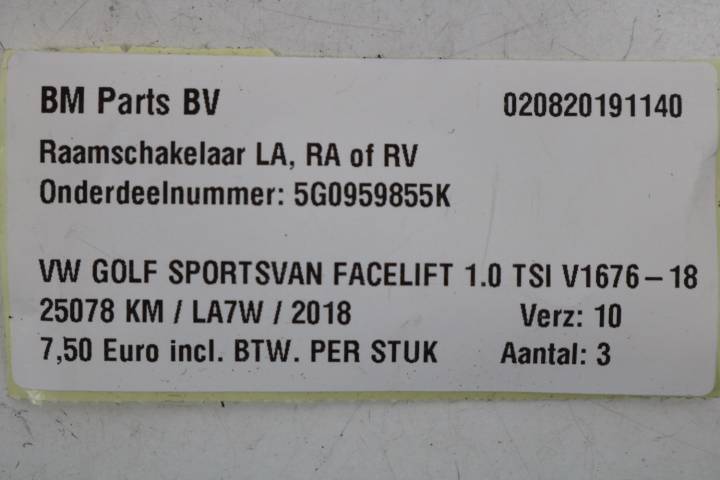 BM Parts BV 020820191140
Raamschakelaar LA, RA of RV
Onderdeelnummer: 5G0959855K
VW GOLF SPORTSVAN FACELIFT 1.0 TSI V1676-18
25078 KM / LA7W / 2018 Verz: 10
7,50 Euro incl. BTW. PER STUK Aantal: 3